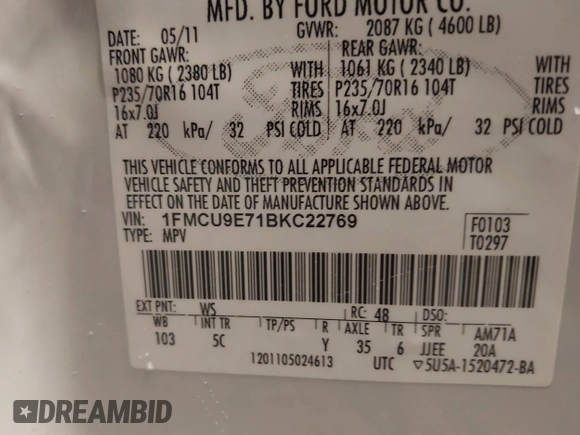 MFD. BY FORD MOTOR CO.
DATE: 05/11 GVWR: 2087 KG ( 4600 LB)
FRONT GAWR: REAR GAWR:
1080 KG ( 2380 LB) WITH 1061 KG ( 2340 LB) WITH
P235/70R16 104T TIRES P235/70R16 104T TIRES
16x7.0J RIMS 16x7.0J RIMS
AT 220 kPa/ 32 PSI COLD AT 220 kPa/ 32 PSI COLD
THIS VEHICLE CONFORMS TO ALL APPLICABLE FEDERAL MOTOR
VEHICLE SAFETY AND THEFT PREVENTION STANDARDS IN
EFFECT ON THE DATE OF MANUFACTURE SHOWN ABOVE.
VIN: 1FMCU9E71BKC22769 F0103
TYPE: MPV T0297
EXT PNT: WS RC: 48 DSO:
WB INT TR TP/PS R AXLE TR SPR AM71A
103 5C Y 35 6 JJEE 20A
1201105024613 UTC ▽5U5A-1520472-BA
DREAMBID